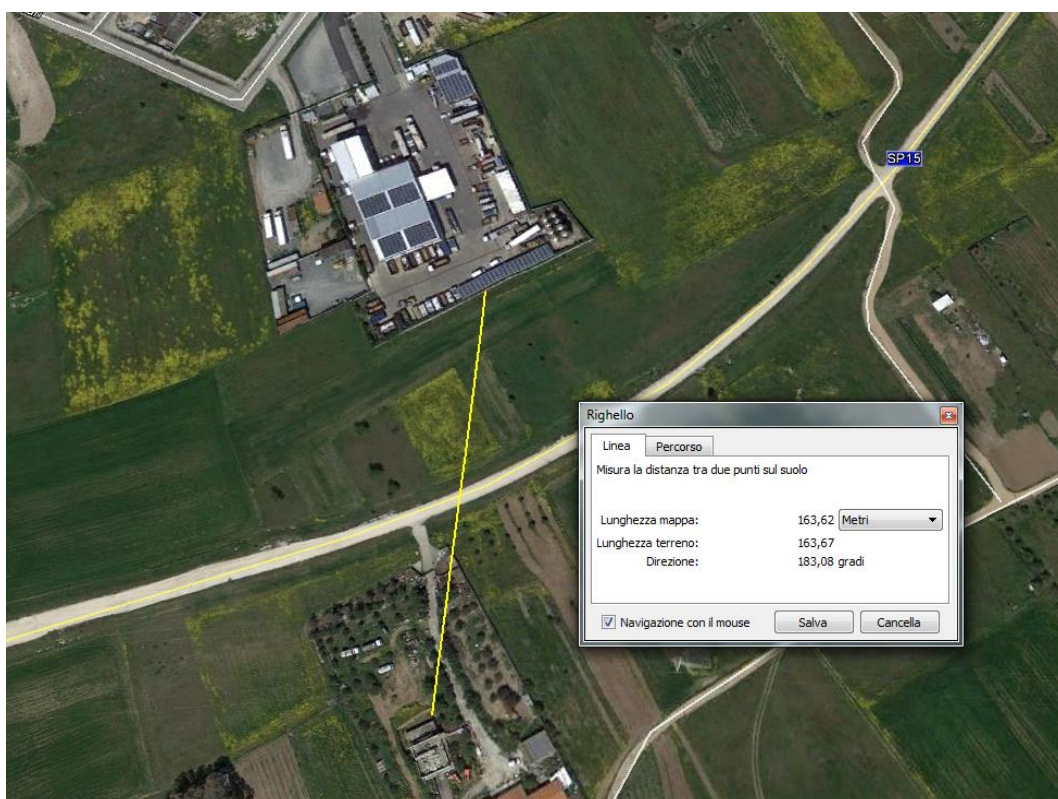 SP15
Righello
Linea Percorso
Misura la distanza tra due punti sul suolo
Lunghezza mappa: 163,62 Metri
Lunghezza terreno: 163,67
Direzione: 183,08 gradi
Navigazione con il mouse Salva Cancella